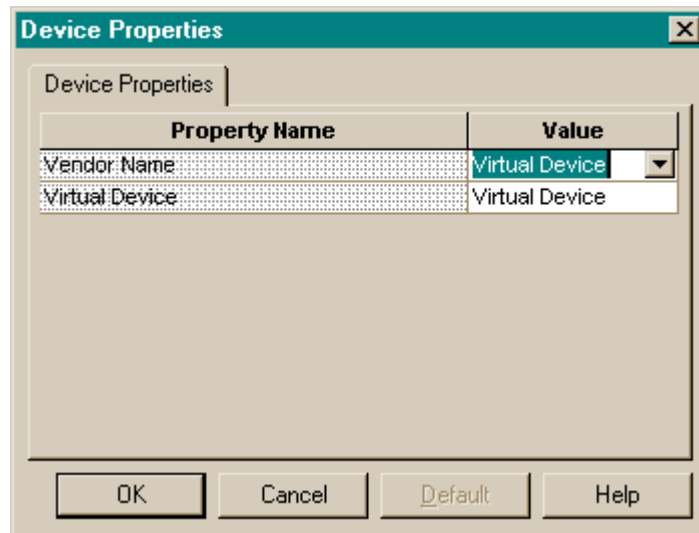 Device Properties
Device Properties
Property Name Value
Vendor Name Virtual Device
Virtual Device Virtual Device
OK Cancel Default Help